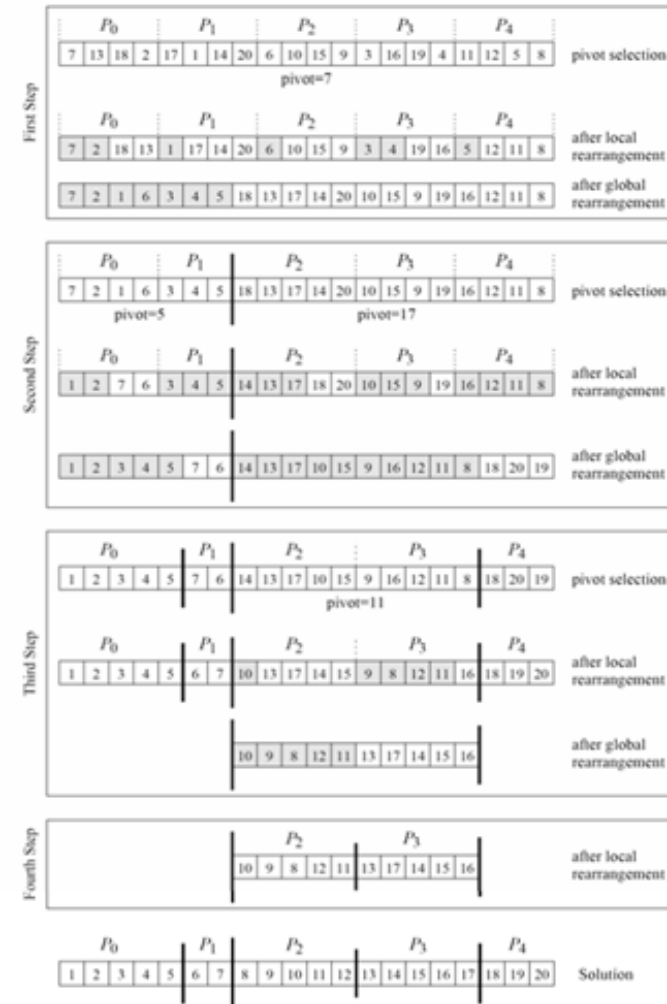 First Step
P0 P1 P2 P3 P4
7 13 18 2 17 1 14 20 6 10 15 9 3 16 19 4 11 12 5 8 pivot selection
pivot=7
P0 P1 P2 P3 P4
7 2 18 13 1 17 14 20 6 10 15 9 3 4 19 16 5 12 11 8 after local
rearrangement
7 2 1 6 3 4 5 18 13 17 14 20 10 15 9 19 16 12 11 8 after global
rearrangement
Second Step
P0 P1 P2 P3 P4
7 2 1 6 3 4 5 18 13 17 14 20 10 15 9 19 16 12 11 8 pivot selection
pivot=5 pivot=17
P0 P1 P2 P3 P4
1 2 7 6 3 4 5 14 13 17 18 20 10 15 9 19 16 12 11 8 after local
rearrangement
1 2 3 4 5 7 6 14 13 17 10 15 9 16 12 11 8 18 20 19 after global
rearrangement
Third Step
P0 P1 P2 P3 P4
1 2 3 4 5 7 6 14 13 17 10 15 9 16 12 11 8 18 20 19 pivot selection
pivot=11
P0 P1 P2 P3 P4
1 2 3 4 5 6 7 10 13 17 14 15 9 8 12 11 16 18 19 20 after local
rearrangement
10 9 8 12 11 13 17 14 15 16 after global
rearrangement
Fourth Step
P2 P3
10 9 8 12 11 13 17 14 15 16 after local
rearrangement
P0 P1 P2 P3 P4
1 2 3 4 5 6 7 8 9 10 11 12 13 14 15 16 17 18 19 20 Solution